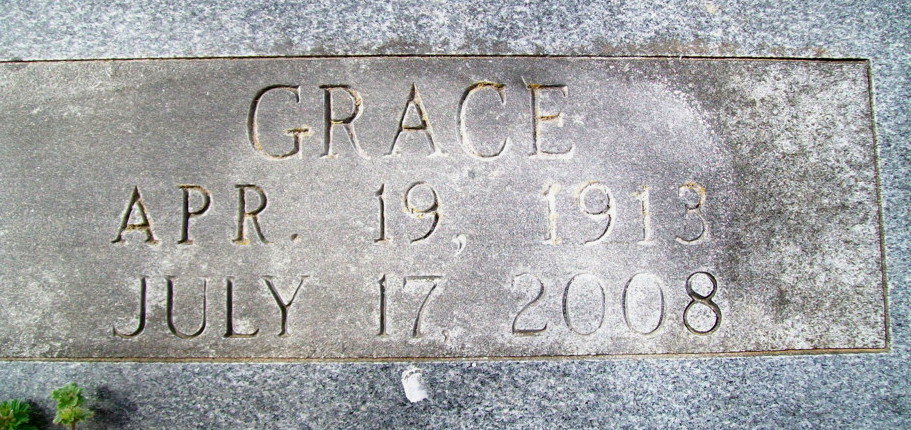 GRACE
APR. 19, 1913
JULY 17, 2008